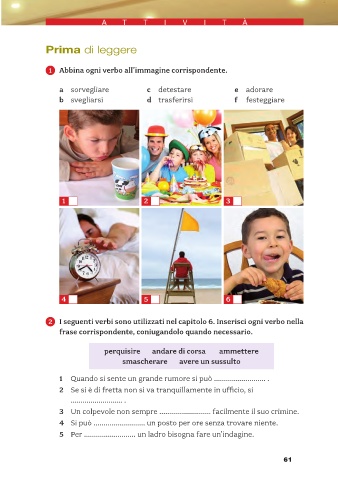 ATTIVITÀ
Prima di leggere
1 Abbina ogni verbo all'immagine corrispondente.
a sorvegliare c detestare e adorare
b svegliarsi d trasferirsi f festeggiare
1 2 3
4 5 6
2 I seguenti verbi sono utilizzati nel capitolo 6. Inserisci ogni verbo nella
frase corrispondente, coniugandolo quando necessario.
perquisire andare di corsa ammettere
smascherare avere un sussulto
1 Quando si sente un grande rumore si può .......................... .
2 Se si è di fretta non si va tranquillamente in ufficio, si
.......................... .
3 Un colpevole non sempre .......................... facilmente il suo crimine.
4 Si può .......................... un posto per ore senza trovare niente.
5 Per .......................... un ladro bisogna fare un'indagine.
61